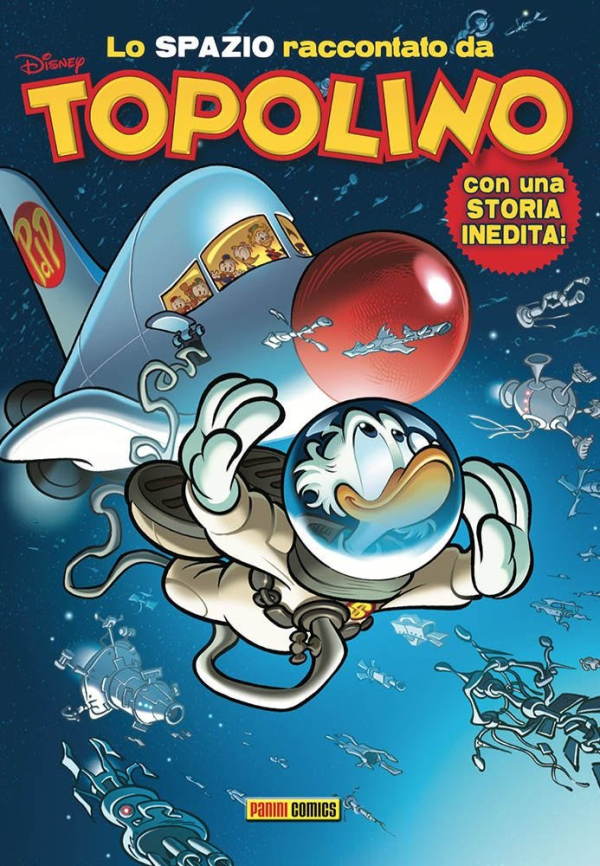 Lo SPAZIO raccontato da
Disney
TOPOLINO
con una
STORIA
INEDITA!
PdP
PANINI COMICS